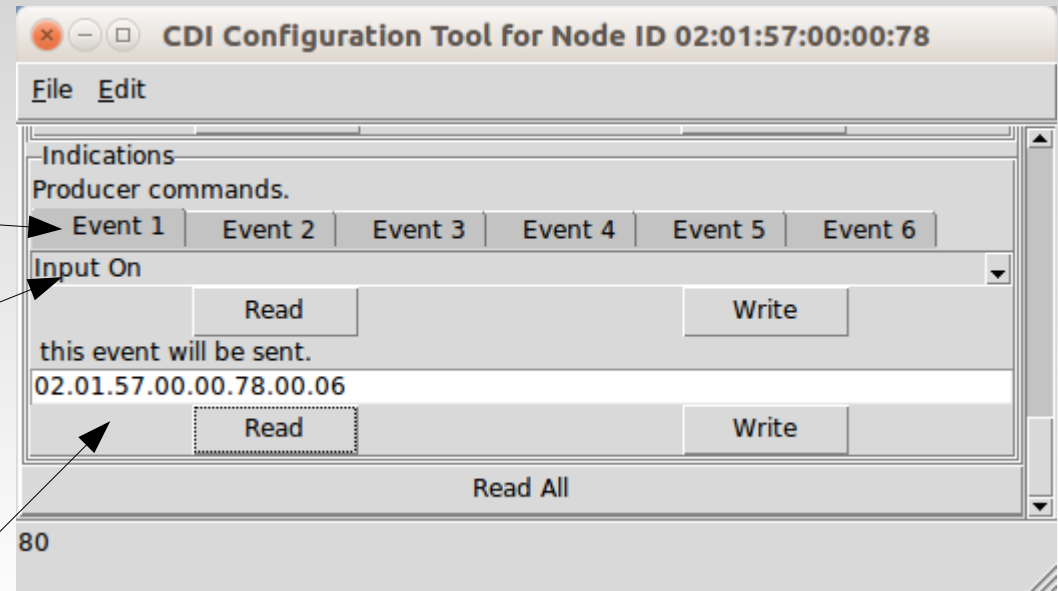 CDI Configuration Tool for Node ID 02:01:57:00:00:78
File Edit
Indications
Producer commands.
Event 1 Event 2 Event 3 Event 4 Event 5 Event 6
Input On
Read Write
this event will be sent.
02.01.57.00.00.78.00.06
Read Write
Read All
80